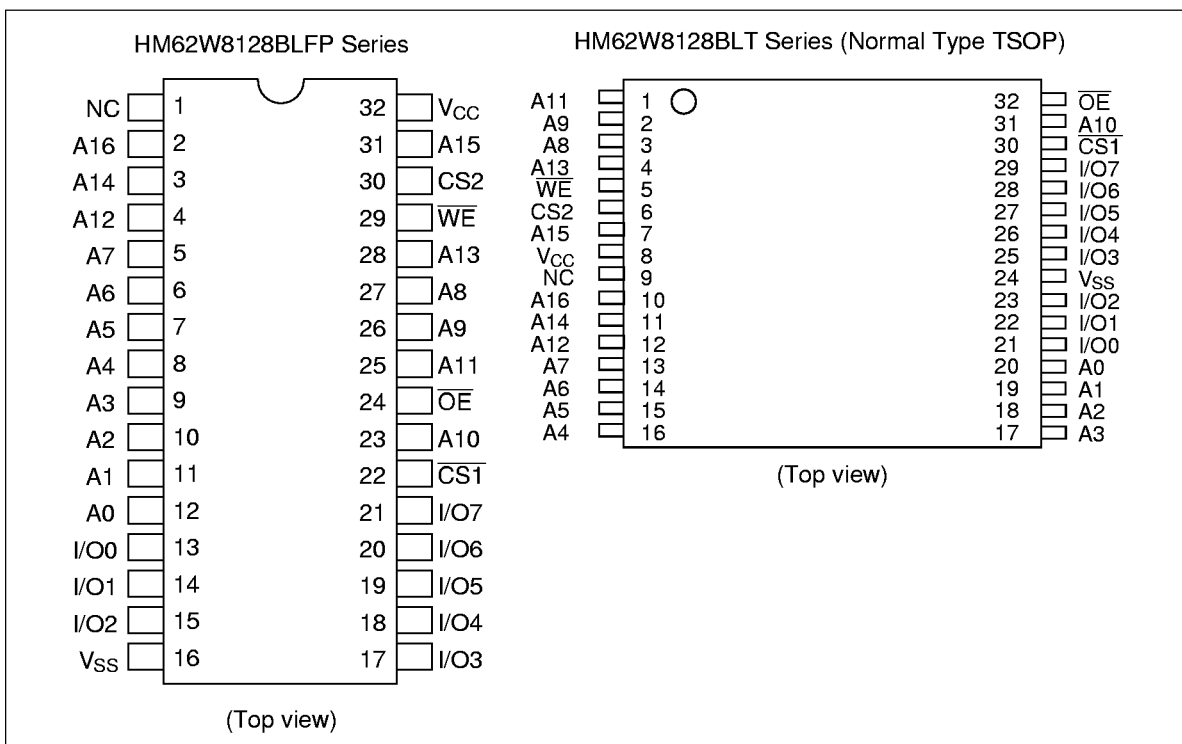 HM62W8128BLFP Series
NC 1 32 VCC
A16 2 31 A15
A14 3 30 CS2
A12 4 29 W̅E̅
A7 5 28 A13
A6 6 27 A8
A5 7 26 A9
A4 8 25 A11
A3 9 24 O̅E̅
A2 10 23 A10
A1 11 22 C̅S̅1̅
A0 12 21 I/O7
I/O0 13 20 I/O6
I/O1 14 19 I/O5
I/O2 15 18 I/O4
VSS 16 17 I/O3
(Top view)
HM62W8128BLT Series (Normal Type TSOP)
A11 1 32 O̅E̅
A9 2 31 A10
A8 3 30 C̅S̅1̅
A13 4 29 I/O7
W̅E̅ 5 28 I/O6
CS2 6 27 I/O5
A15 7 26 I/O4
VCC 8 25 I/O3
NC 9 24 VSS
A16 10 23 I/O2
A14 11 22 I/O1
A12 12 21 I/O0
A7 13 20 A0
A6 14 19 A1
A5 15 18 A2
A4 16 17 A3
(Top view)